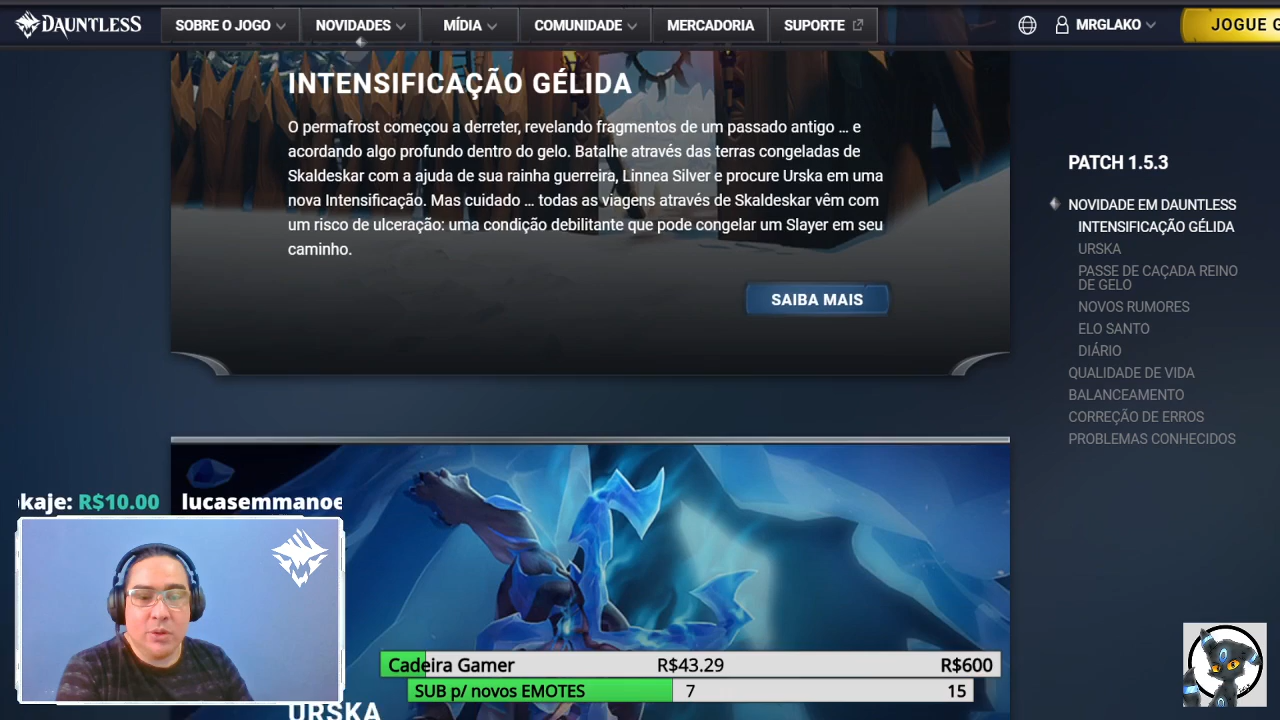 DAUNTLESS
SOBRE O JOGO
NOVIDADES
MÍDIA
COMUNIDADE
MERCADORIA
SUPORTE
MRGLAKO
JOGUE G
INTENSIFICAÇÃO GÉLIDA
O permafrost começou a derreter, revelando fragmentos de um passado antigo ... e
acordando algo profundo dentro do gelo. Batalhe através das terras congeladas de
Skaldeskar com a ajuda de sua rainha guerreira, Linnea Silver e procure Urska em uma
nova Intensificação. Mas cuidado ... todas as viagens através de Skaldeskar vêm com
um risco de ulceração: uma condição debilitante que pode congelar um Slayer em seu
caminho.
SAIBA MAIS
PATCH 1.5.3
NOVIDADE EM DAUNTLESS
INTENSIFICAÇÃO GÉLIDA
URSKA
PASSE DE CAÇADA REINO
DE GELO
NOVOS RUMORES
ELO SANTO
DIÁRIO
QUALIDADE DE VIDA
BALANCEAMENTO
CORREÇÃO DE ERROS
PROBLEMAS CONHECIDOS
kaje: R$10.00 lucasemmanoe
Cadeira Gamer R$43.29 R$600
SUB p/ novos EMOTES 7 15
URSKA